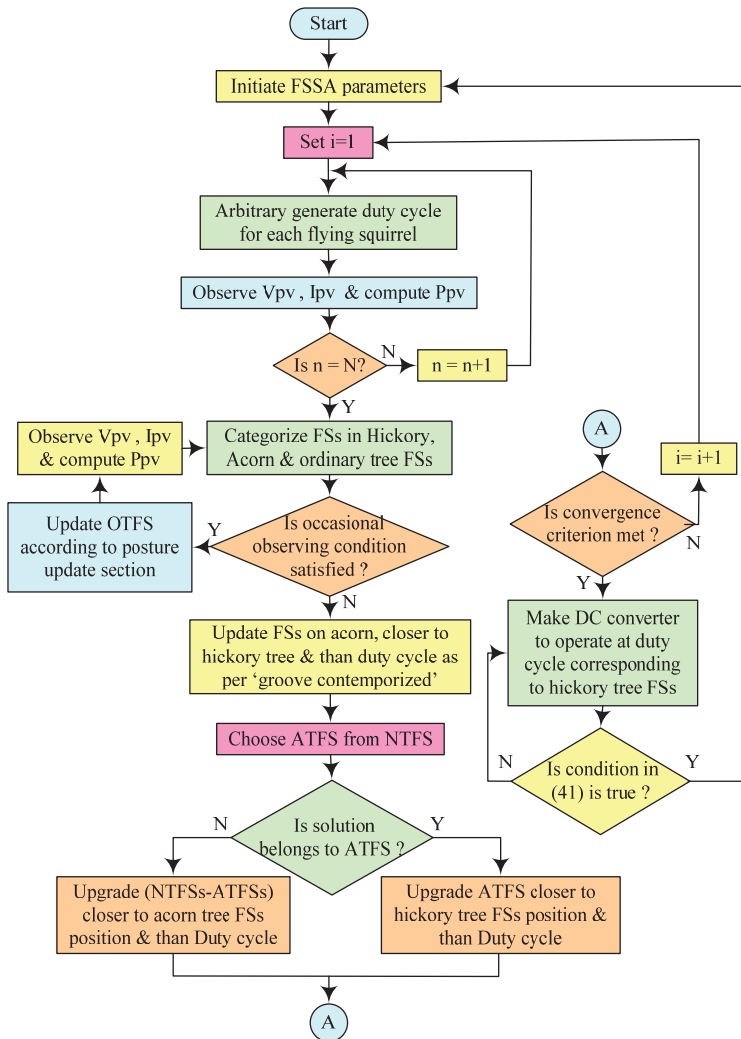 Start
Initiate FSSA parameters
Set i=1
Arbitrary generate duty cycle
for each flying squirrel
Observe Vpv , Ipv & compute Ppv
Is n = N?
N
n = n+1
Y
Observe Vpv , Ipv
& compute Ppv
Categorize FSs in Hickory,
Acorn & ordinary tree FSs
Update OTFS
according to posture
update section
Y
Is occasional
observing condition
satisfied ?
N
Update FSs on acorn, closer to
hickory tree & than duty cycle as
per ‘groove contemporized’
Choose ATFS from NTFS
N
Is solution
belongs to ATFS ?
Y
Upgrade (NTFSs-ATFSs)
closer to acorn tree FSs
position & than Duty cycle
Upgrade ATFS closer to
hickory tree FSs position &
than Duty cycle
A
A
i= i+1
Is convergence
criterion met ?
N
Y
Make DC converter
to operate at duty
cycle corresponding
to hickory tree FSs
N
Is condition in
(41) is true ?
Y